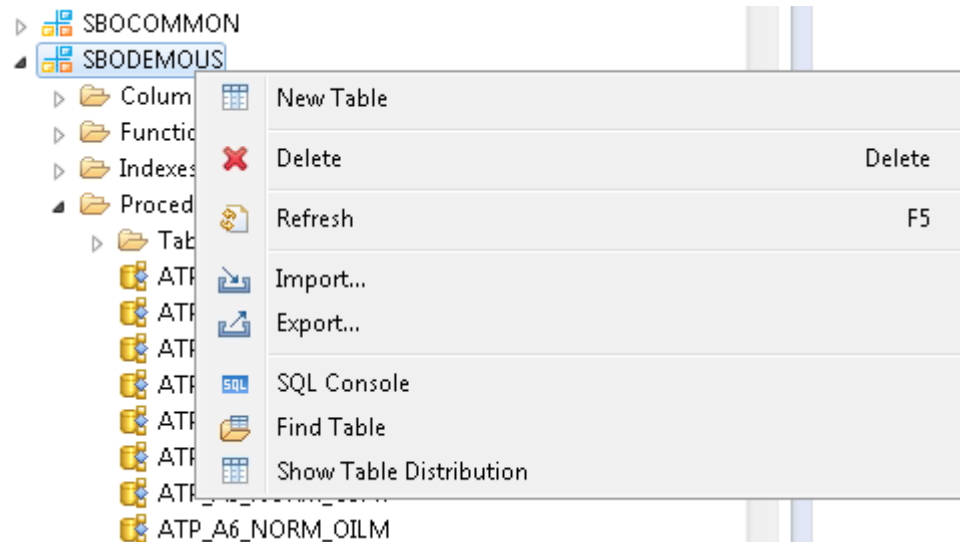 SBOCOMMON
SBODEMOUS
Colum
New Table
Functio
Delete Delete
Indexes
Proced
Refresh F5
Tab
ATP
Import...
ATP
Export...
ATP
ATP
SQL SQL Console
ATP
Find Table
ATP
Show Table Distribution
ATP_A6_NORM_OILM